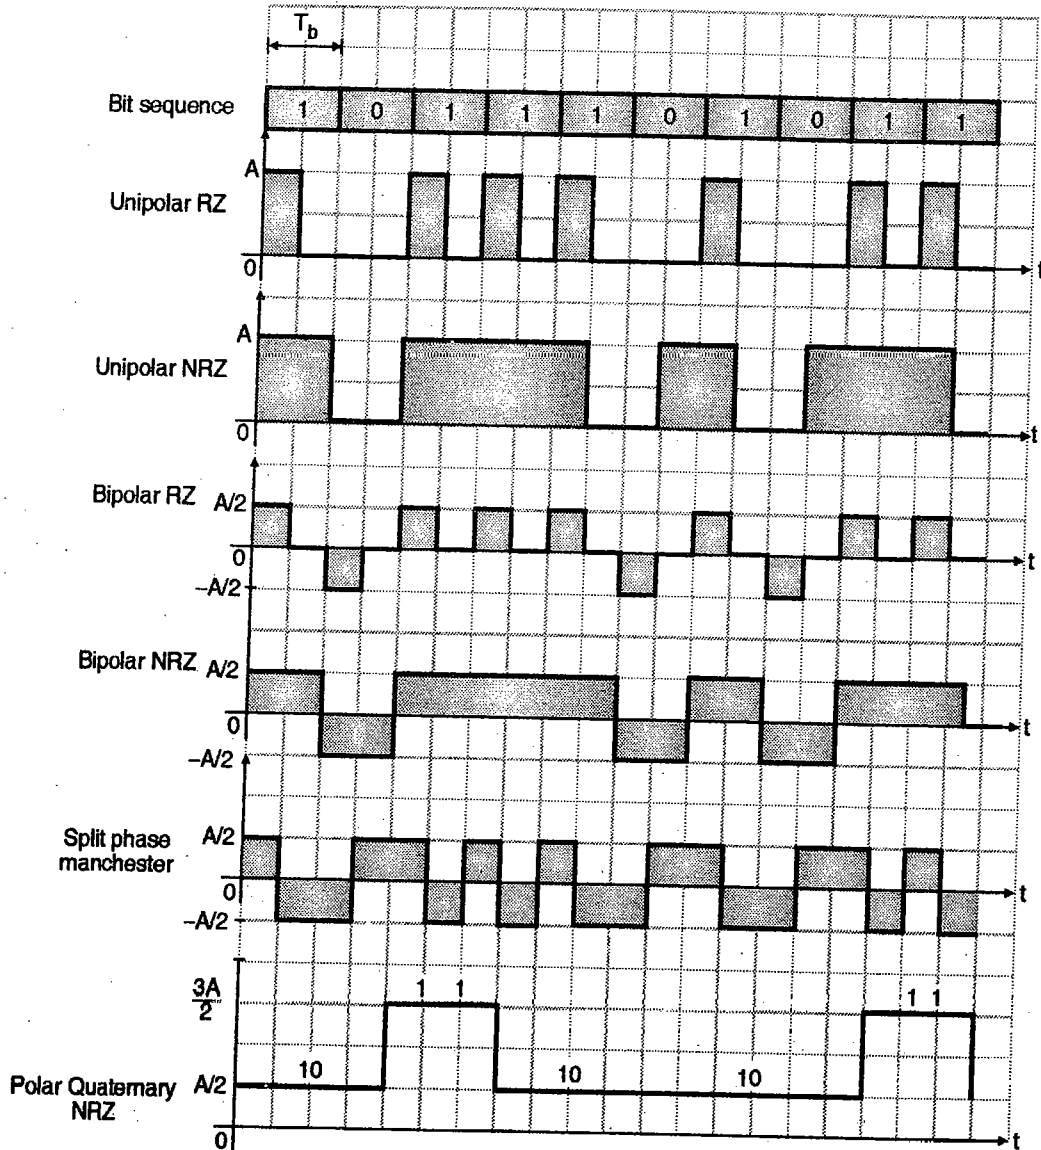 T_b
Bit sequence
1 0 1 1 1 0 1 0 1 1
A
Unipolar RZ
0
t
A
Unipolar NRZ
0
t
Bipolar RZ
A/2
0
t
–A/2
Bipolar NRZ
A/2
0
t
–A/2
Split phase
manchester
A/2
0
t
–A/2
3A
2
1 1
1 1
10
10
10
Polar Quaternary
NRZ
A/2
0
t